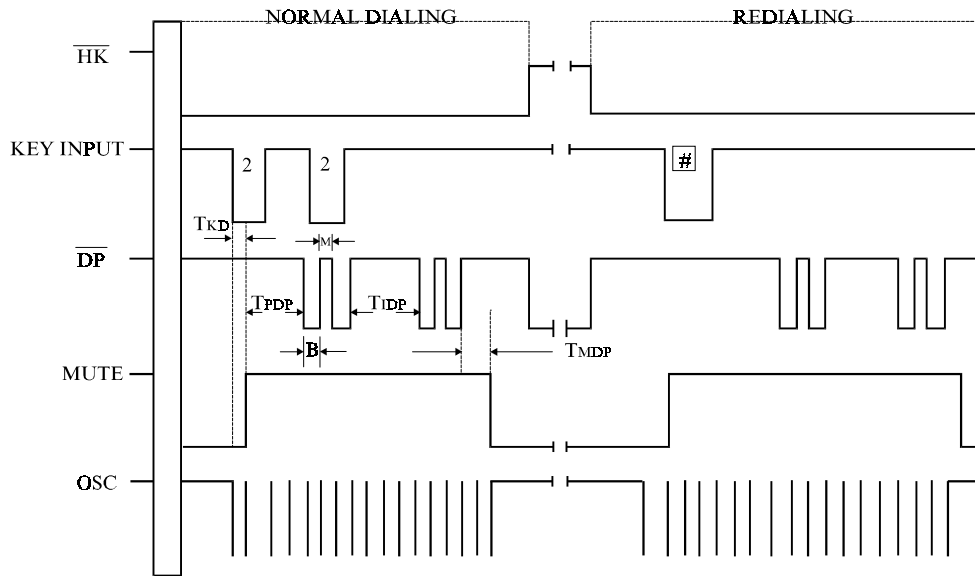 NORMAL DIALING
REDIALING
HK
KEY INPUT
2
2
#
TKD
M
DP
TPDP
TIDP
B
TMDP
MUTE
OSC